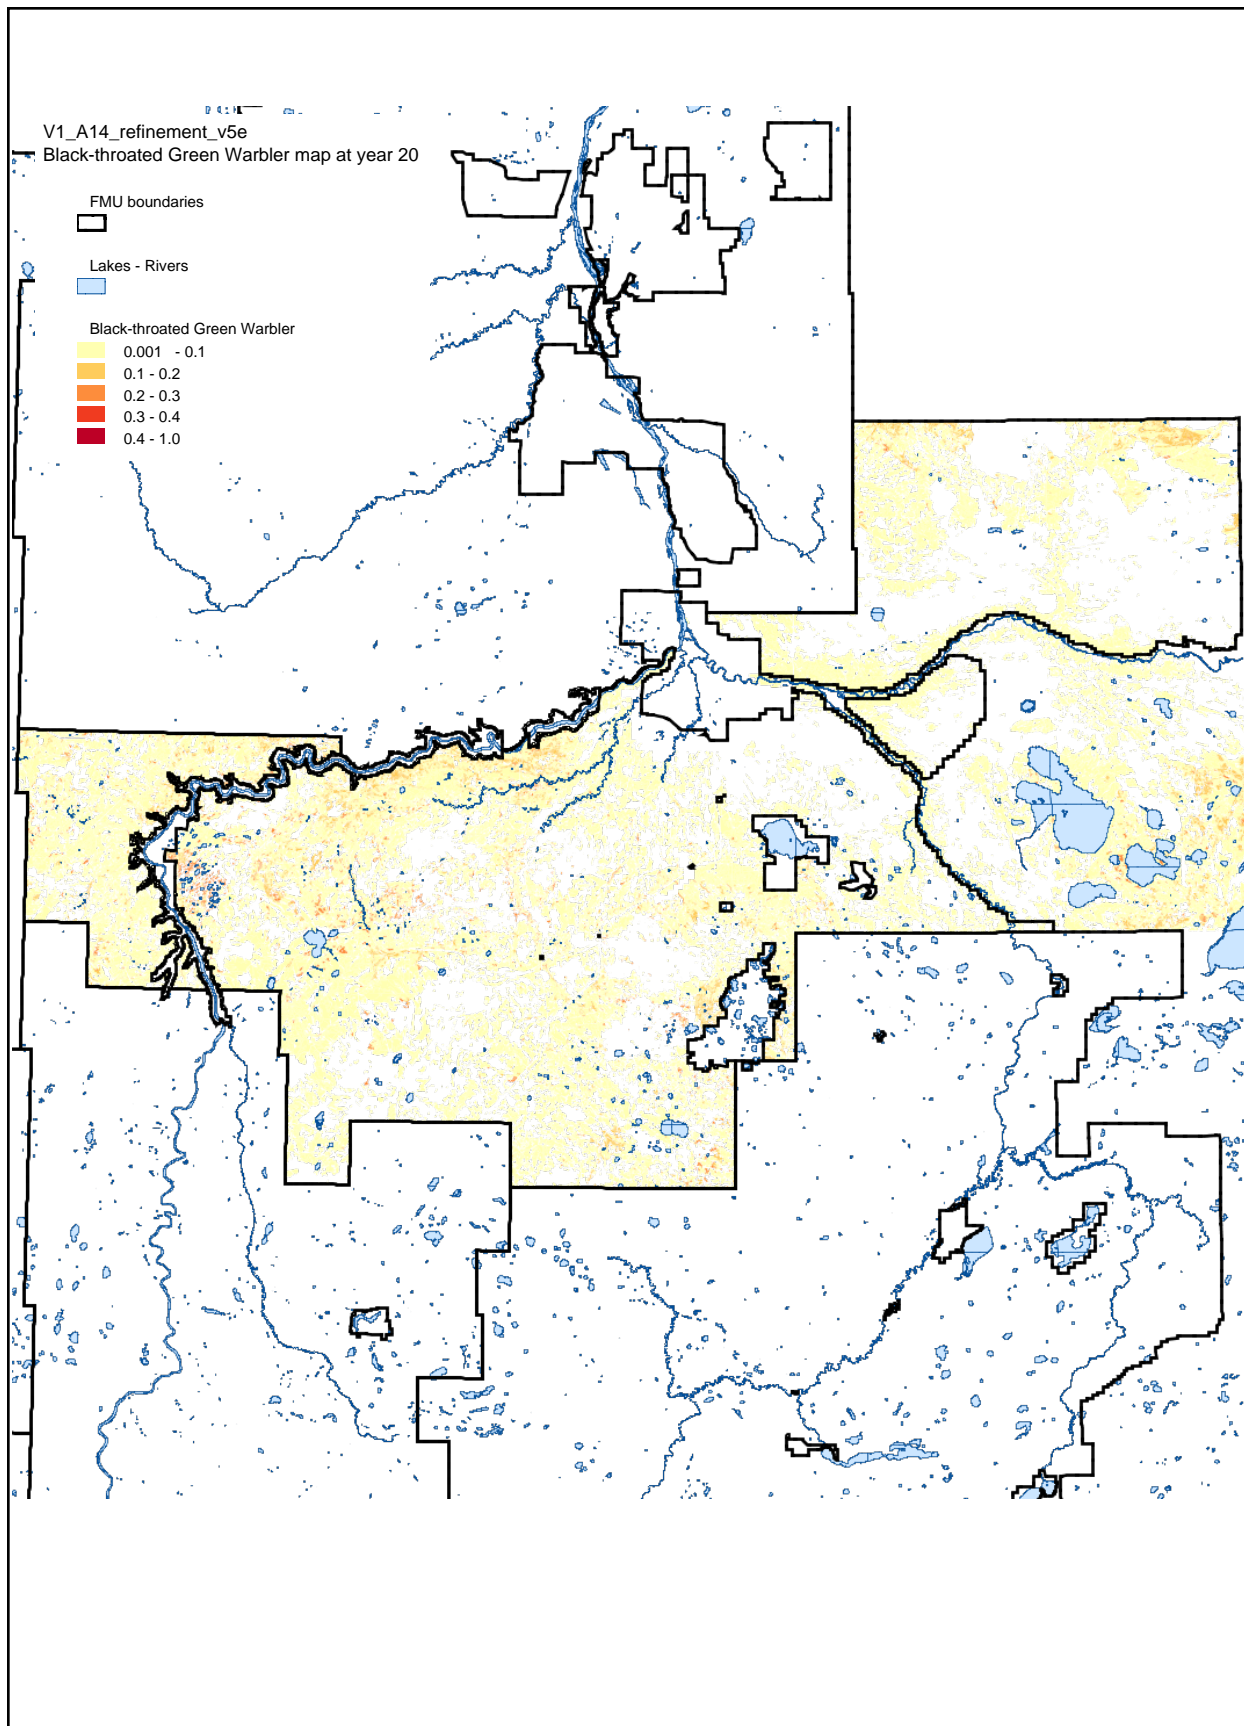 V1_A14_refinement_v5e
Black-throated Green Warbler map at year 20
FMU boundaries
Lakes - Rivers
Black-throated Green Warbler
0.001 - 0.1
0.1 - 0.2
0.2 - 0.3
0.3 - 0.4
0.4 - 1.0